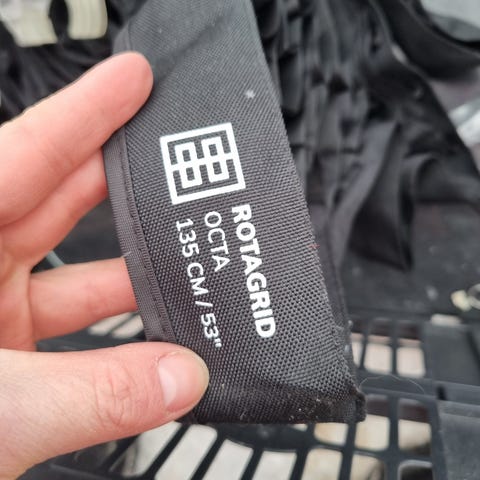 ROTAGRID
OCTA
135 CM / 53"